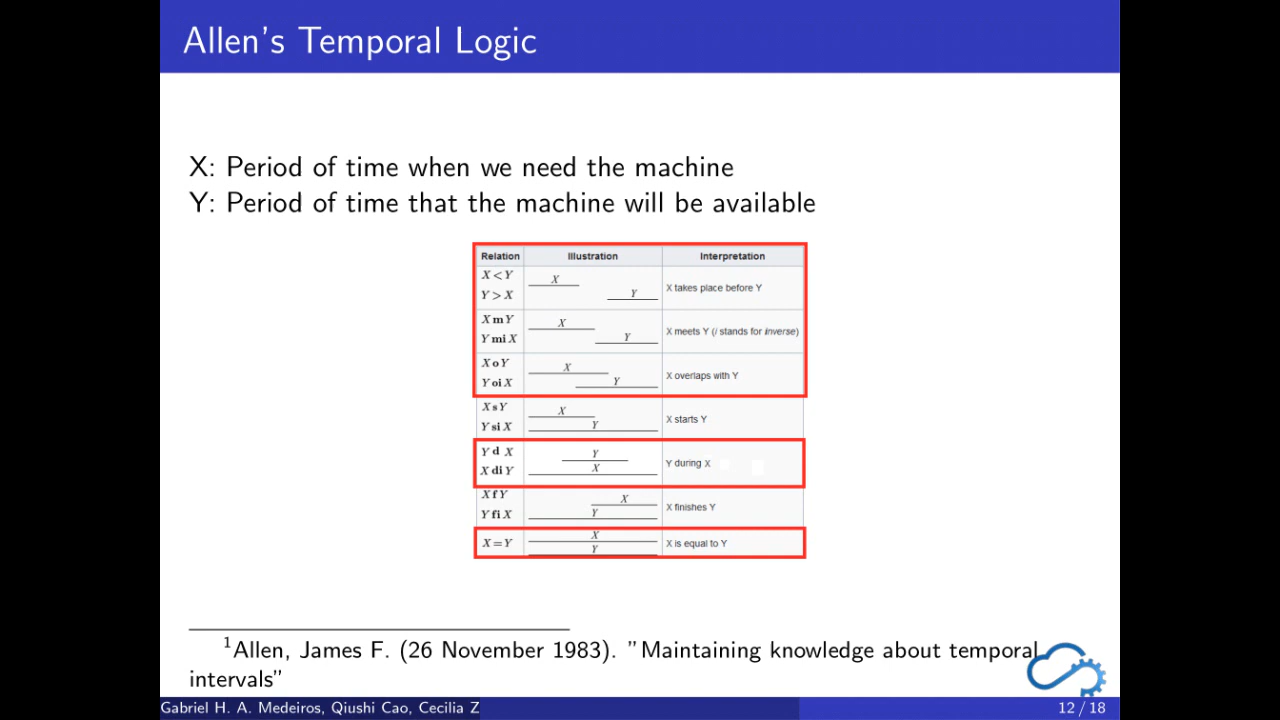 Allen's Temporal Logic
X: Period of time when we need the machine
Y: Period of time that the machine will be available
Relation Illustration Interpretation
X < Y
Y > X
X
Y
X takes place before Y
X m Y
Y mi X
X
Y
X meets Y (i stands for inverse)
X o Y
Y oi X
X
Y
X overlaps with Y
X s Y
Y si X
X
Y
X starts Y
Y d X
X di Y
Y
X
Y during X
X f Y
Y fi X
X
Y
X finishes Y
X = Y
X
Y
X is equal to Y
1Allen, James F. (26 November 1983). "Maintaining knowledge about temporal
intervals"
Gabriel H. A. Medeiros, Qiushi Cao, Cecilia Z
12 / 18